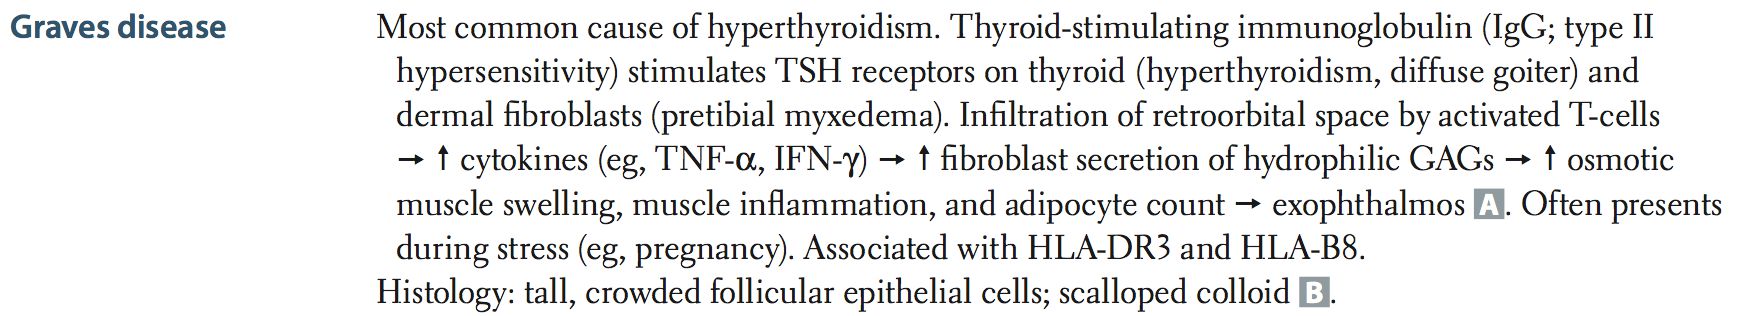 Graves disease
Most common cause of hyperthyroidism. Thyroid-stimulating immunoglobulin (IgG; type II
hypersensitivity) stimulates TSH receptors on thyroid (hyperthyroidism, diffuse goiter) and
dermal fibroblasts (pretibial myxedema). Infiltration of retroorbital space by activated T-cells
→ ↑ cytokines (eg, TNF-α, IFN-γ) → ↑ fibroblast secretion of hydrophilic GAGs → ↑ osmotic
muscle swelling, muscle inflammation, and adipocyte count → exophthalmos A. Often presents
during stress (eg, pregnancy). Associated with HLA-DR3 and HLA-B8.
Histology: tall, crowded follicular epithelial cells; scalloped colloid B.